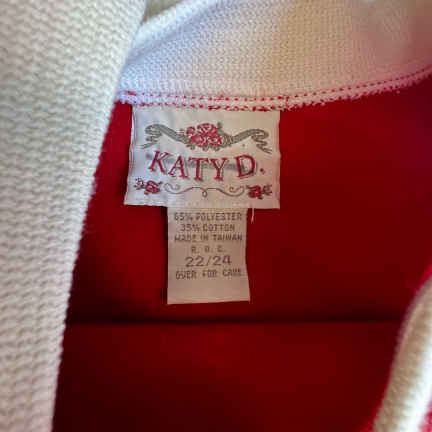 KATY D.
65% POLYESTER
35% COTTON
MADE IN TAIWAN
R. O. C.
22/24
OVER FOR CARE